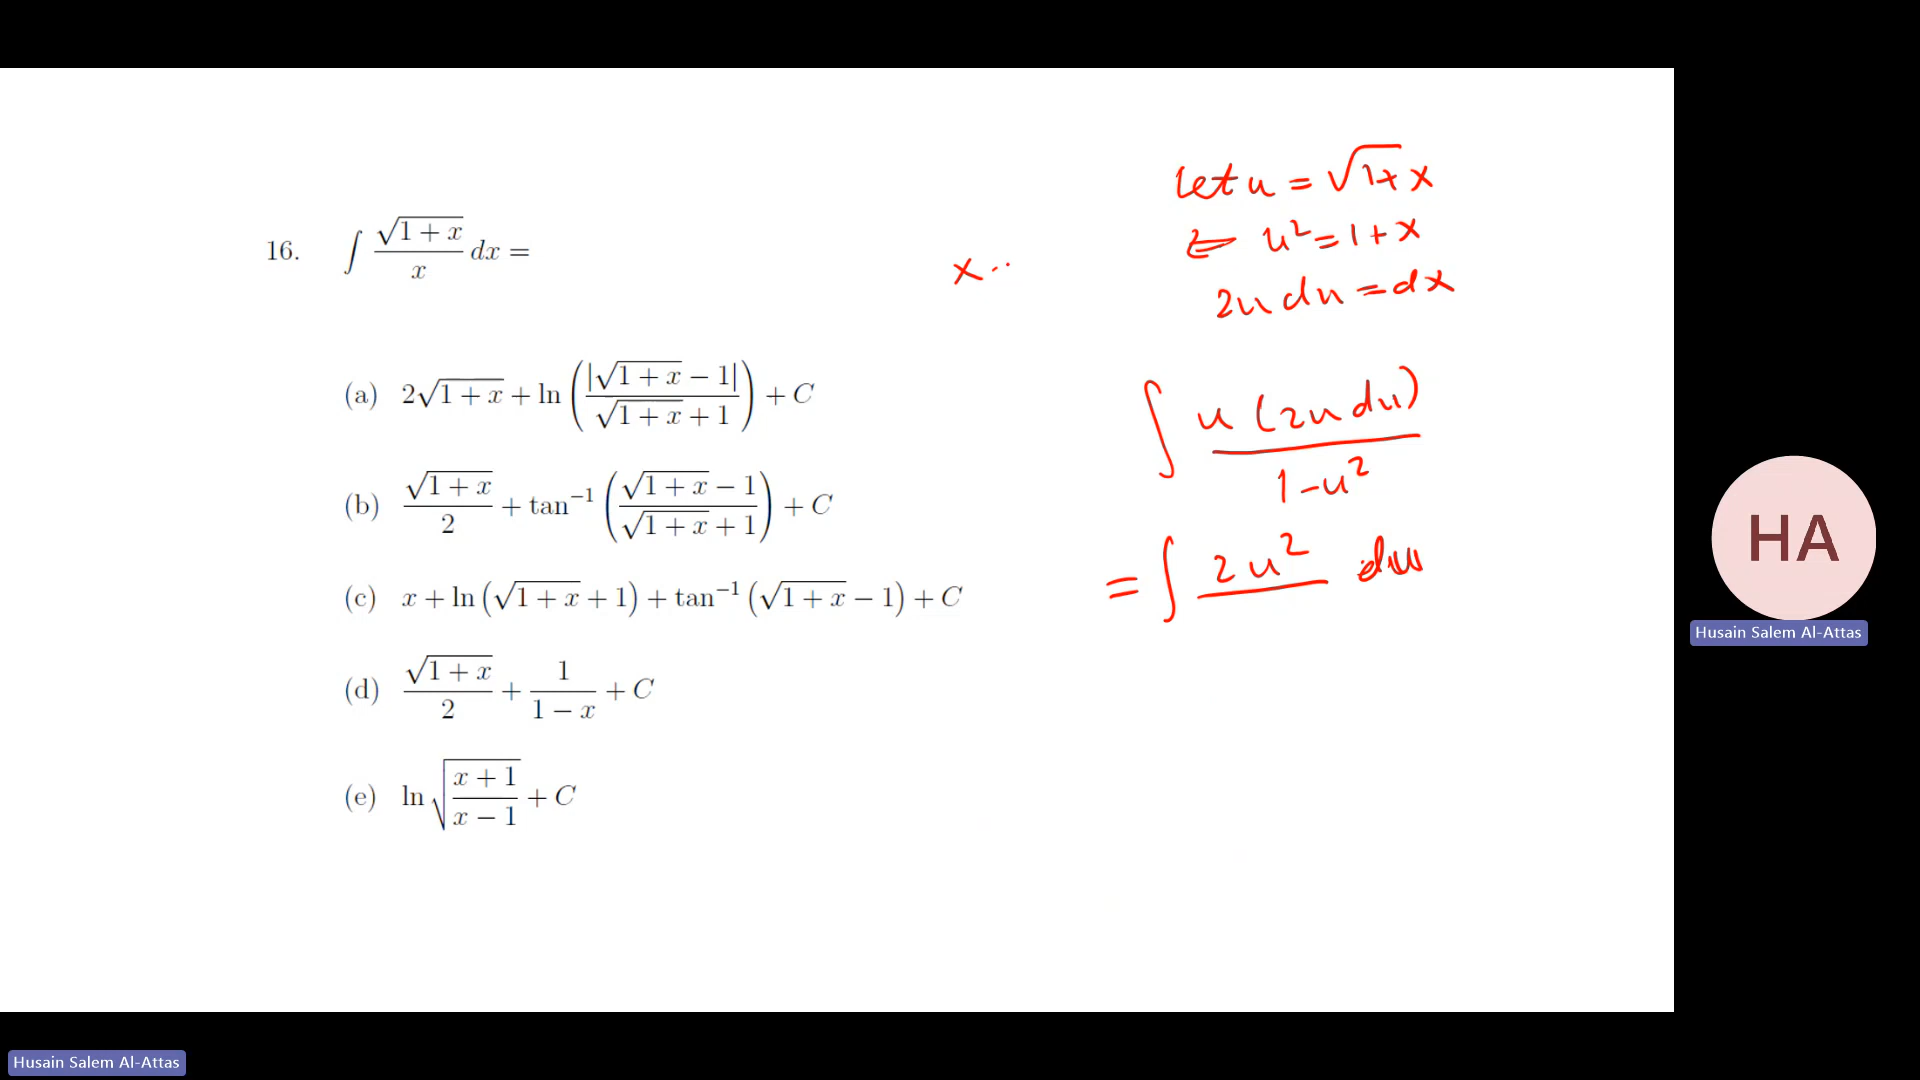 16. ∫ √(1 + x) / x dx =
(a) 2√(1 + x) + ln ( |√(1 + x) − 1| / (√(1 + x) + 1) ) + C
(b) √(1 + x) / 2 + tan⁻¹ ( (√(1 + x) − 1) / (√(1 + x) + 1) ) + C
(c) x + ln (√(1 + x) + 1) + tan⁻¹ (√(1 + x) − 1) + C
(d) √(1 + x) / 2 + 1 / (1 − x) + C
(e) ln √( (x + 1) / (x − 1) ) + C
x ..
let u = √(1+x)
u² = 1 + x
2u du = dx
∫ u (2u du) / (1 − u²)
= ∫ 2u² / du
HA
Husain Salem Al-Attas
Husain Salem Al-Attas